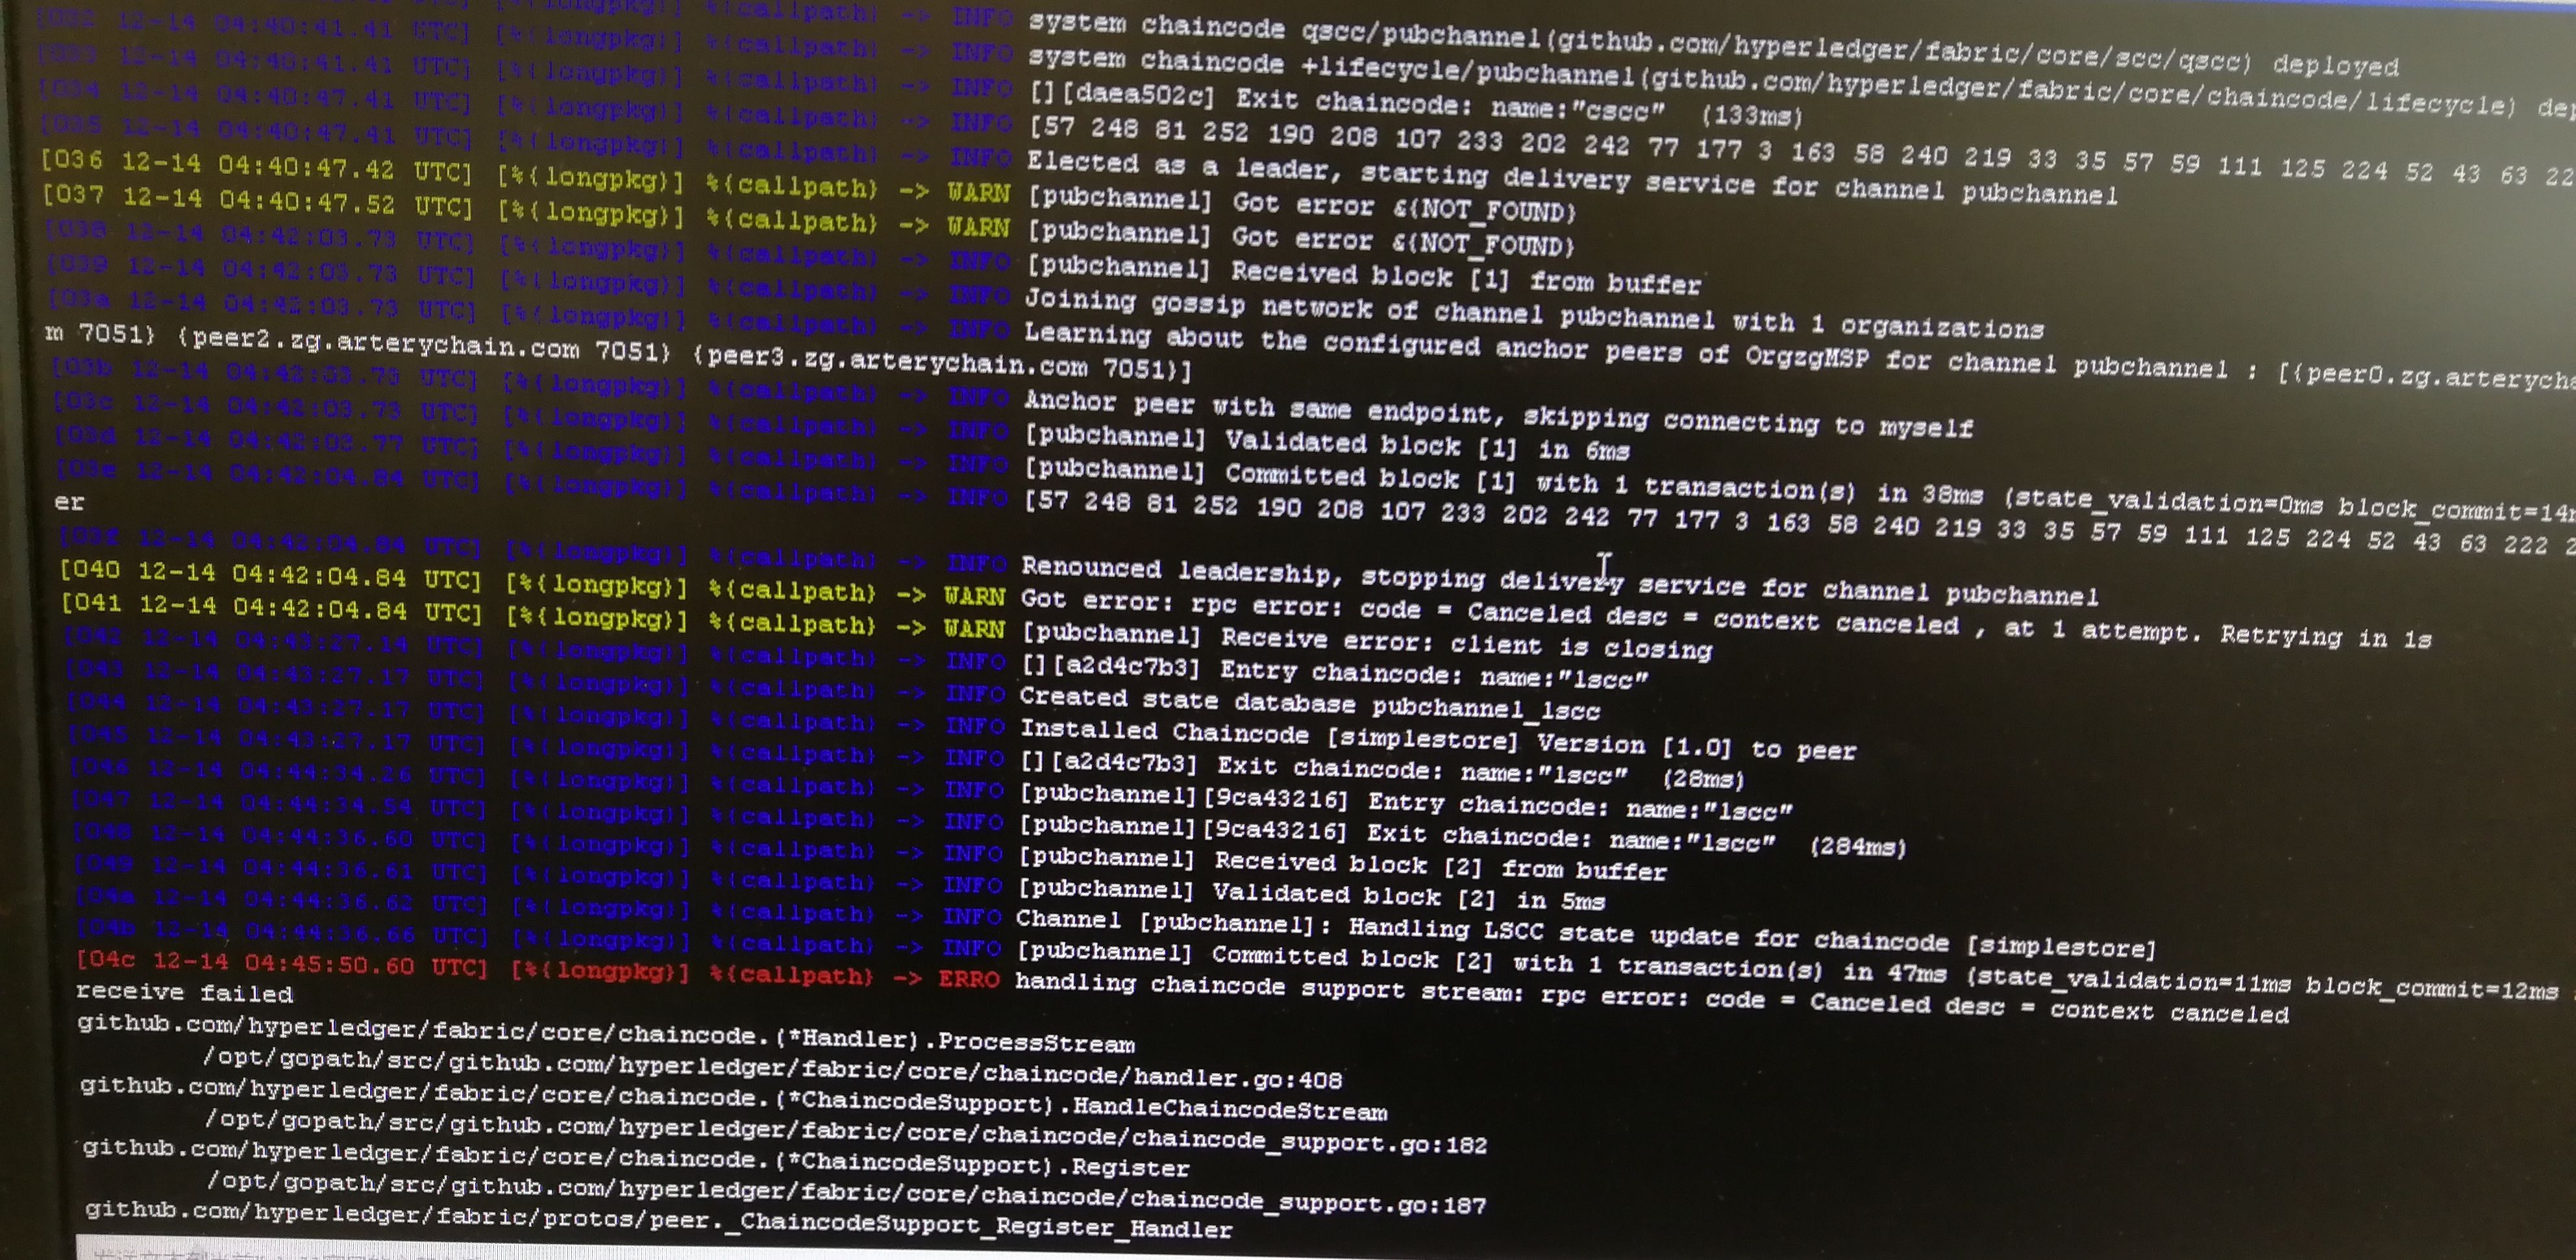 [032 12-14 04:40:41.41 UTC] [%{longpkg}] %{callpath} -> INFO system chaincode qscc/pubchannel(github.com/hyperledger/fabric/core/scc/qscc) deployed
[033 12-14 04:40:41.41 UTC] [%{longpkg}] %{callpath} -> INFO system chaincode +lifecycle/pubchannel(github.com/hyperledger/fabric/core/chaincode/lifecycle) dep
[034 12-14 04:40:47.41 UTC] [%{longpkg}] %{callpath} -> INFO [][daea502c] Exit chaincode: name:"cscc" (133ms)
[035 12-14 04:40:47.41 UTC] [%{longpkg}] %{callpath} -> INFO [57 248 81 252 190 208 107 233 202 242 77 177 3 163 58 240 219 33 35 57 59 111 125 224 52 43 63 22
Elected as a leader, starting delivery service for channel pubchannel
[036 12-14 04:40:47.42 UTC] [%{longpkg}] %{callpath} -> WARN [pubchannel] Got error &{NOT_FOUND}
[037 12-14 04:40:47.52 UTC] [%{longpkg}] %{callpath} -> WARN [pubchannel] Got error &{NOT_FOUND}
[038 12-14 04:42:03.73 UTC] [%{longpkg}] %{callpath} -> INFO [pubchannel] Received block [1] from buffer
[039 12-14 04:42:03.73 UTC] [%{longpkg}] %{callpath} -> INFO Joining gossip network of channel pubchannel with 1 organizations
[03a 12-14 04:42:03.73 UTC] [%{longpkg}] %{callpath} -> INFO Learning about the configured anchor peers of OrgzgMSP for channel pubchannel : [{peer0.zg.arterycha
m 7051} {peer2.zg.arterychain.com 7051} {peer3.zg.arterychain.com 7051}]
[03b 12-14 04:42:03.73 UTC] [%{longpkg}] %{callpath} -> INFO Anchor peer with same endpoint, skipping connecting to myself
[03c 12-14 04:42:03.73 UTC] [%{longpkg}] %{callpath} -> INFO [pubchannel] Validated block [1] in 6ms
[03d 12-14 04:42:03.77 UTC] [%{longpkg}] %{callpath} -> INFO [pubchannel] Committed block [1] with 1 transaction(s) in 38ms (state_validation=0ms block_commit=14m
[03e 12-14 04:42:04.84 UTC] [%{longpkg}] %{callpath} -> INFO [57 248 81 252 190 208 107 233 202 242 77 177 3 163 58 240 219 33 35 57 59 111 125 224 52 43 63 222 2
er
[03f 12-14 04:42:04.84 UTC] [%{longpkg}] %{callpath} -> INFO Renounced leadership, stopping delivery service for channel pubchannel
[040 12-14 04:42:04.84 UTC] [%{longpkg}] %{callpath} -> WARN Got error: rpc error: code = Canceled desc = context canceled , at 1 attempt. Retrying in 1s
[041 12-14 04:42:04.84 UTC] [%{longpkg}] %{callpath} -> WARN [pubchannel] Receive error: client is closing
[042 12-14 04:43:27.14 UTC] [%{longpkg}] %{callpath} -> INFO [][a2d4c7b3] Entry chaincode: name:"lscc"
[043 12-14 04:43:27.17 UTC] [%{longpkg}] %{callpath} -> INFO Created state database pubchannel_lscc
[044 12-14 04:43:27.17 UTC] [%{longpkg}] %{callpath} -> INFO Installed Chaincode [simplestore] Version [1.0] to peer
[045 12-14 04:43:27.17 UTC] [%{longpkg}] %{callpath} -> INFO [][a2d4c7b3] Exit chaincode: name:"lscc" (28ms)
[046 12-14 04:44:34.26 UTC] [%{longpkg}] %{callpath} -> INFO [pubchannel][9ca43216] Entry chaincode: name:"lscc"
[047 12-14 04:44:34.54 UTC] [%{longpkg}] %{callpath} -> INFO [pubchannel][9ca43216] Exit chaincode: name:"lscc" (284ms)
[048 12-14 04:44:36.60 UTC] [%{longpkg}] %{callpath} -> INFO [pubchannel] Received block [2] from buffer
[049 12-14 04:44:36.61 UTC] [%{longpkg}] %{callpath} -> INFO [pubchannel] Validated block [2] in 5ms
[04a 12-14 04:44:36.62 UTC] [%{longpkg}] %{callpath} -> INFO Channel [pubchannel]: Handling LSCC state update for chaincode [simplestore]
[04b 12-14 04:44:36.66 UTC] [%{longpkg}] %{callpath} -> INFO [pubchannel] Committed block [2] with 1 transaction(s) in 47ms (state_validation=11ms block_commit=12ms
[04c 12-14 04:45:50.60 UTC] [%{longpkg}] %{callpath} -> ERRO handling chaincode support stream: rpc error: code = Canceled desc = context canceled
receive failed
github.com/hyperledger/fabric/core/chaincode.(*Handler).ProcessStream
/opt/gopath/src/github.com/hyperledger/fabric/core/chaincode/handler.go:408
github.com/hyperledger/fabric/core/chaincode.(*ChaincodeSupport).HandleChaincodeStream
/opt/gopath/src/github.com/hyperledger/fabric/core/chaincode/chaincode_support.go:182
github.com/hyperledger/fabric/core/chaincode.(*ChaincodeSupport).Register
/opt/gopath/src/github.com/hyperledger/fabric/core/chaincode/chaincode_support.go:187
github.com/hyperledger/fabric/protos/peer._ChaincodeSupport_Register_Handler